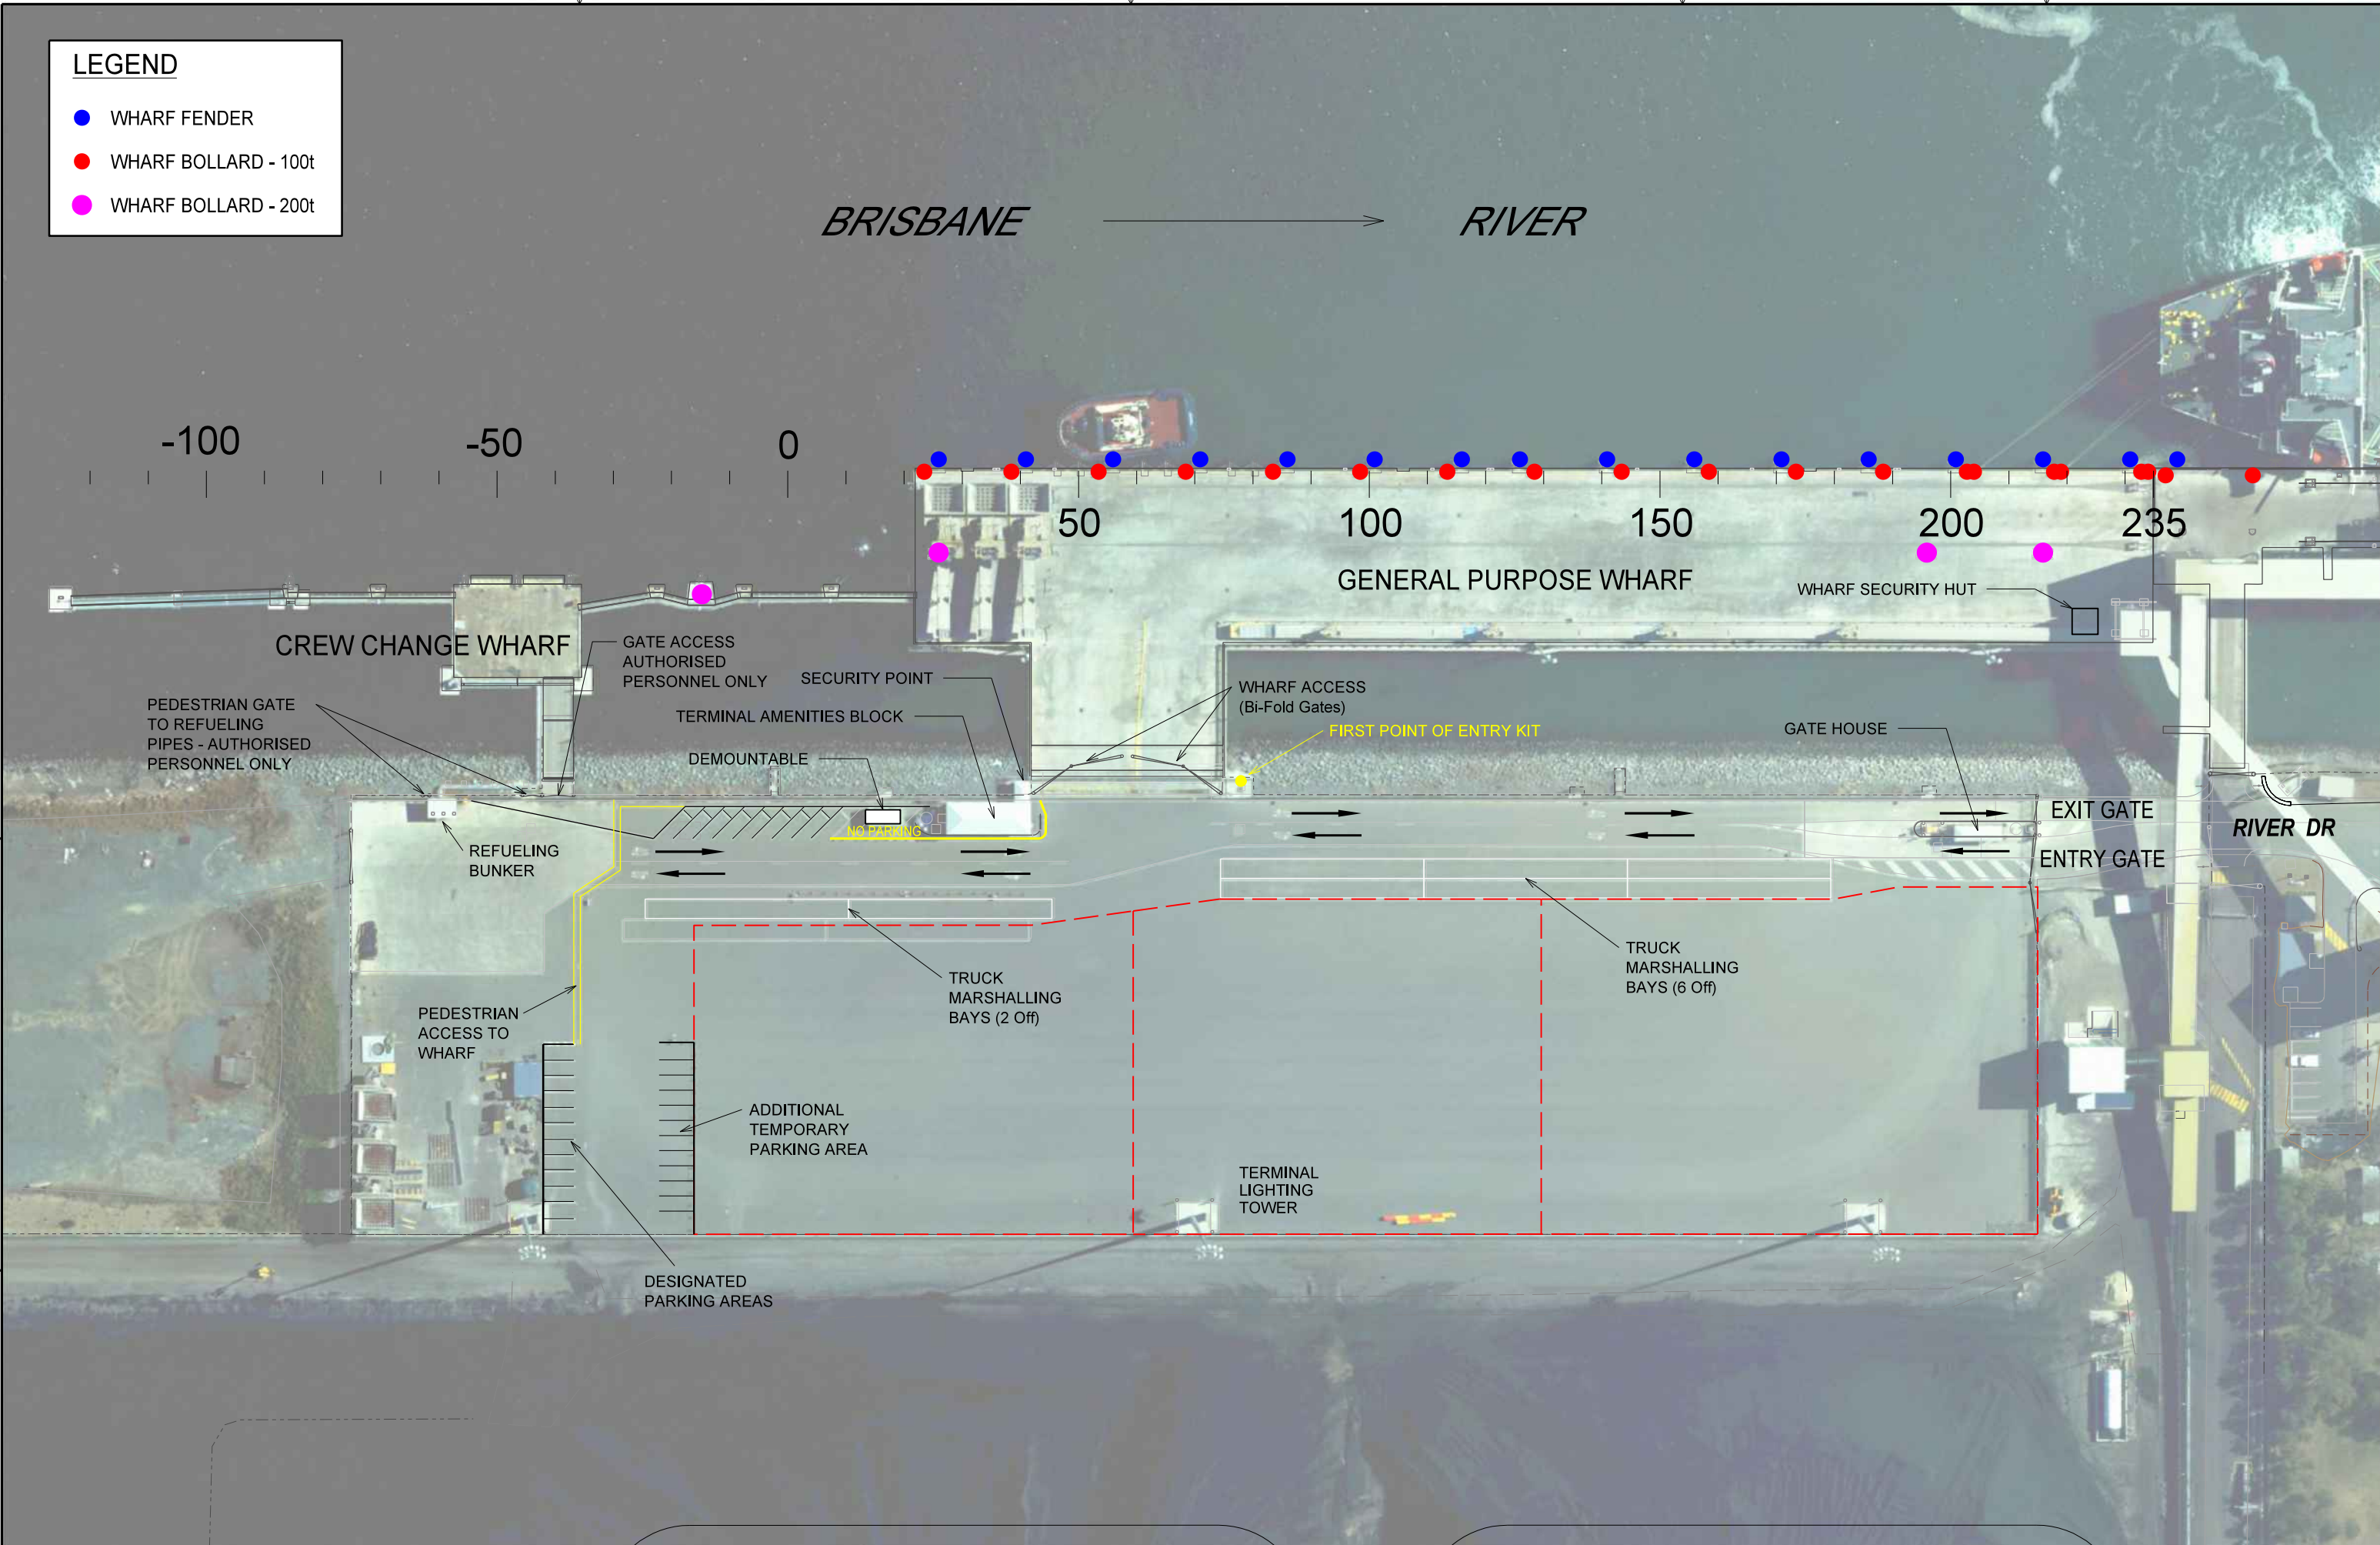 LEGEND
WHARF FENDER
WHARF BOLLARD - 100t
WHARF BOLLARD - 200t
BRISBANE RIVER
-100
-50
0
50
100
150
200
235
GENERAL PURPOSE WHARF
WHARF SECURITY HUT
CREW CHANGE WHARF
GATE ACCESS
AUTHORISED
PERSONNEL ONLY
SECURITY POINT
PEDESTRIAN GATE
TO REFUELING
PIPES - AUTHORISED
PERSONNEL ONLY
TERMINAL AMENITIES BLOCK
DEMOUNTABLE
WHARF ACCESS
(Bi-Fold Gates)
FIRST POINT OF ENTRY KIT
GATE HOUSE
NO PARKING
EXIT GATE
RIVER DR
ENTRY GATE
REFUELING
BUNKER
TRUCK
MARSHALLING
BAYS (2 Off)
TRUCK
MARSHALLING
BAYS (6 Off)
PEDESTRIAN
ACCESS TO
WHARF
ADDITIONAL
TEMPORARY
PARKING AREA
TERMINAL
LIGHTING
TOWER
DESIGNATED
PARKING AREAS